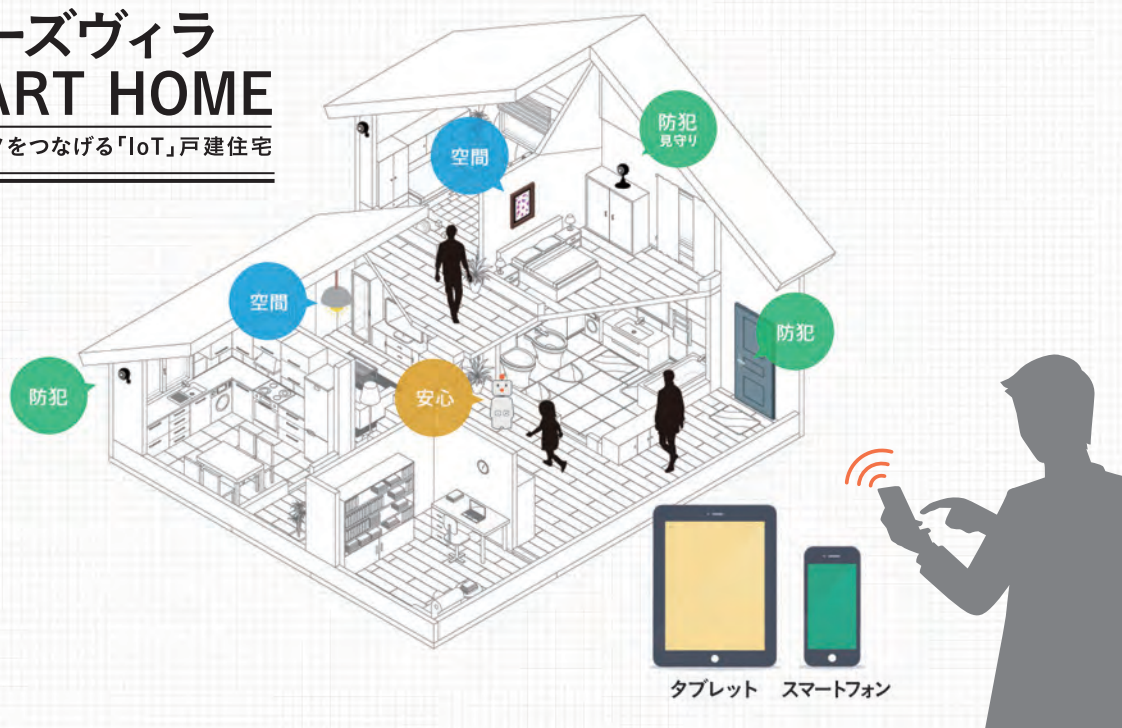 ーズヴィラ
ART HOME
をつなげる「IoT」戸建住宅
空間
防犯
見守り
空間
防犯
防犯
安心
タブレット
スマートフォン